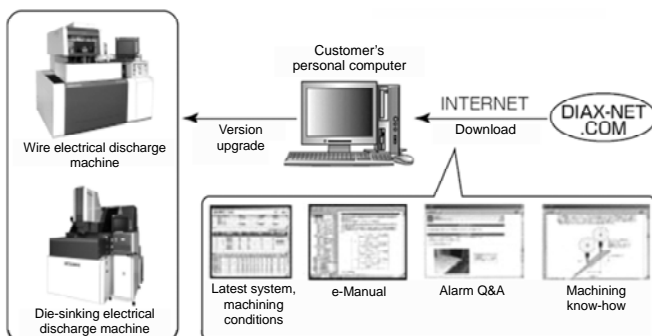 Wire electrical discharge
machine
Die-sinking electrical
discharge machine
Version
upgrade
Customer's
personal computer
INTERNET
Download
DIAX-NET
.COM
Latest system,
machining
conditions
e-Manual
Alarm Q&A
Machining
know-how